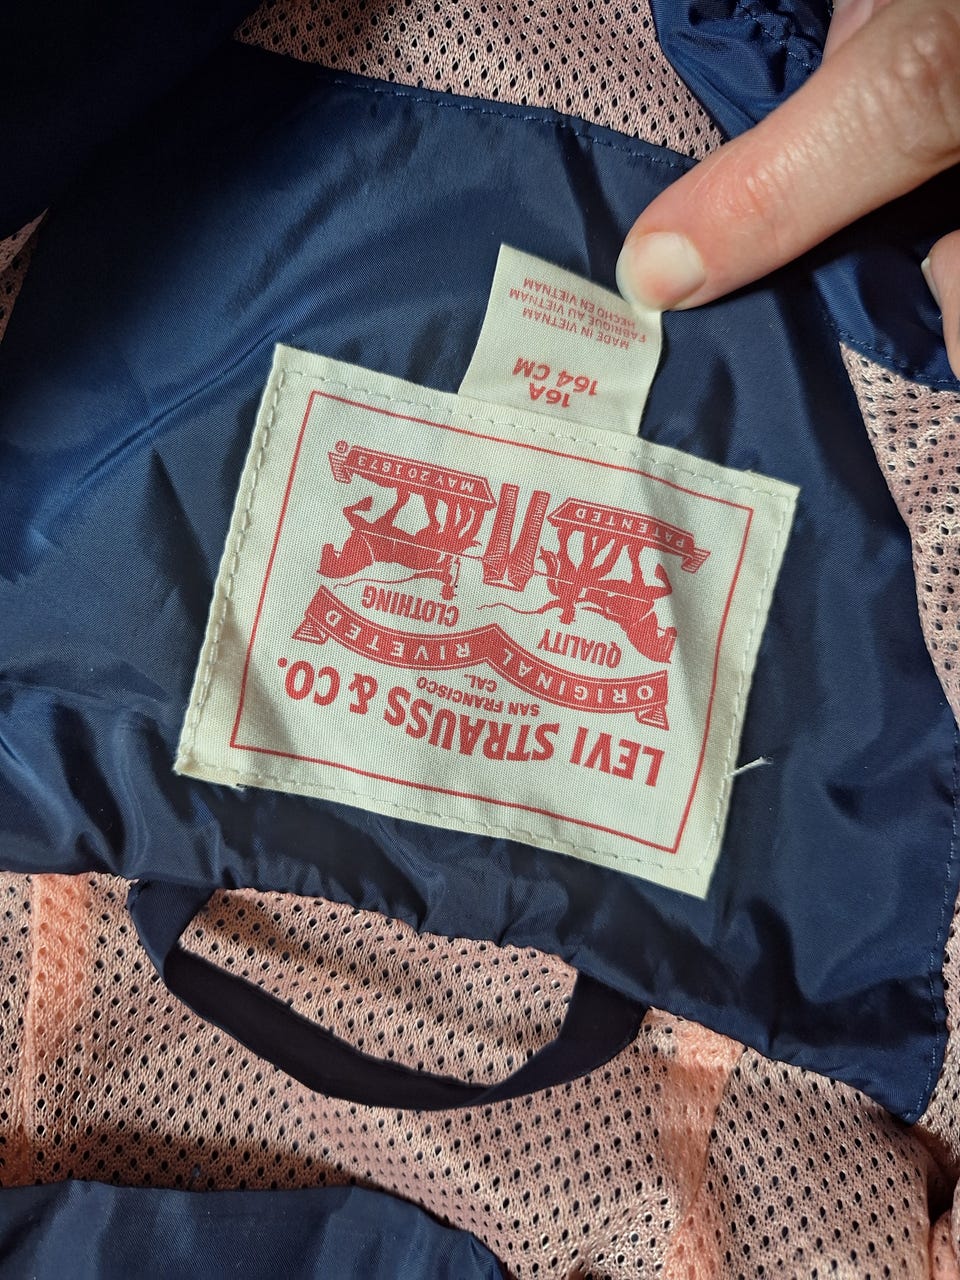 LEVI STRAUSS & CO.
SAN FRANCISCO
CAL.
ORIGINAL RIVETED
QUALITY CLOTHING
PATENTED MAY 20 1873
®
16A
164 CM
MADE IN VIETNAM
FABRIQUÉ AU VIETNAM
HECHO EN VIETNAM